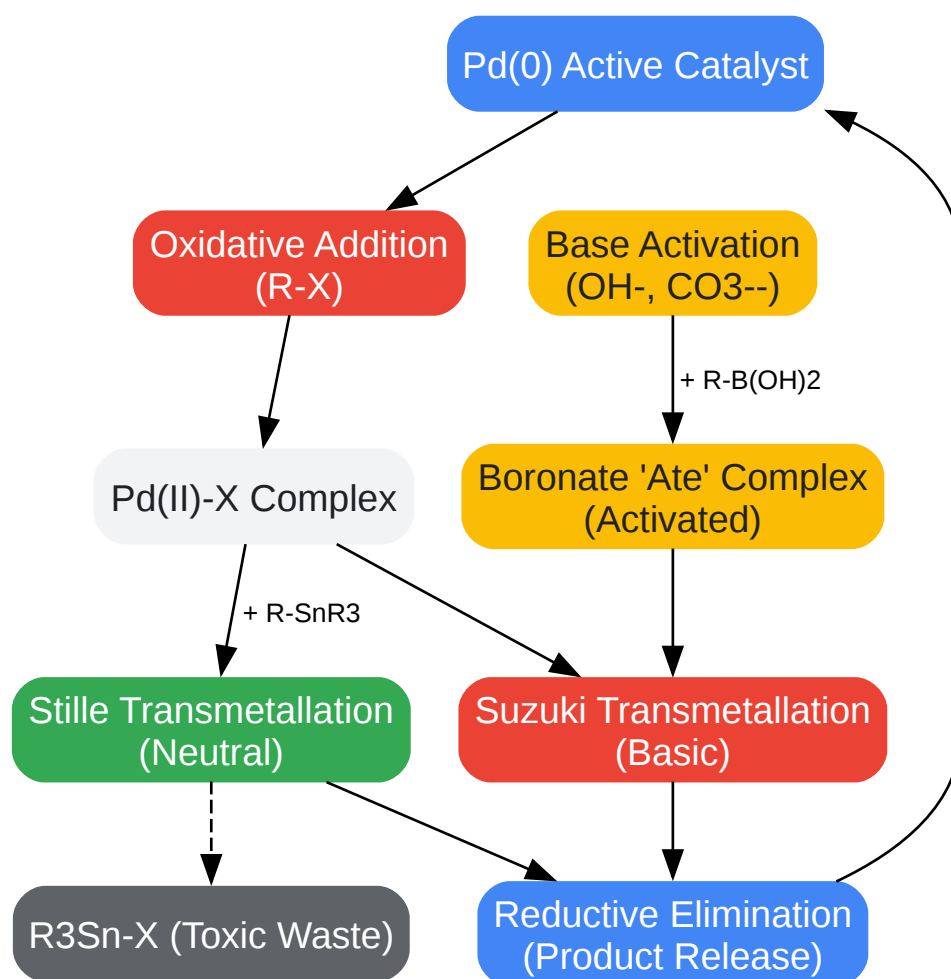 Pd(0) Active Catalyst
Oxidative Addition
(R-X)
Base Activation
(OH-, CO3--)
+ R-B(OH)2
Pd(II)-X Complex
Boronate 'Ate' Complex
(Activated)
+ R-SnR3
Stille Transmetallation
(Neutral)
Suzuki Transmetallation
(Basic)
R3Sn-X (Toxic Waste)
Reductive Elimination
(Product Release)